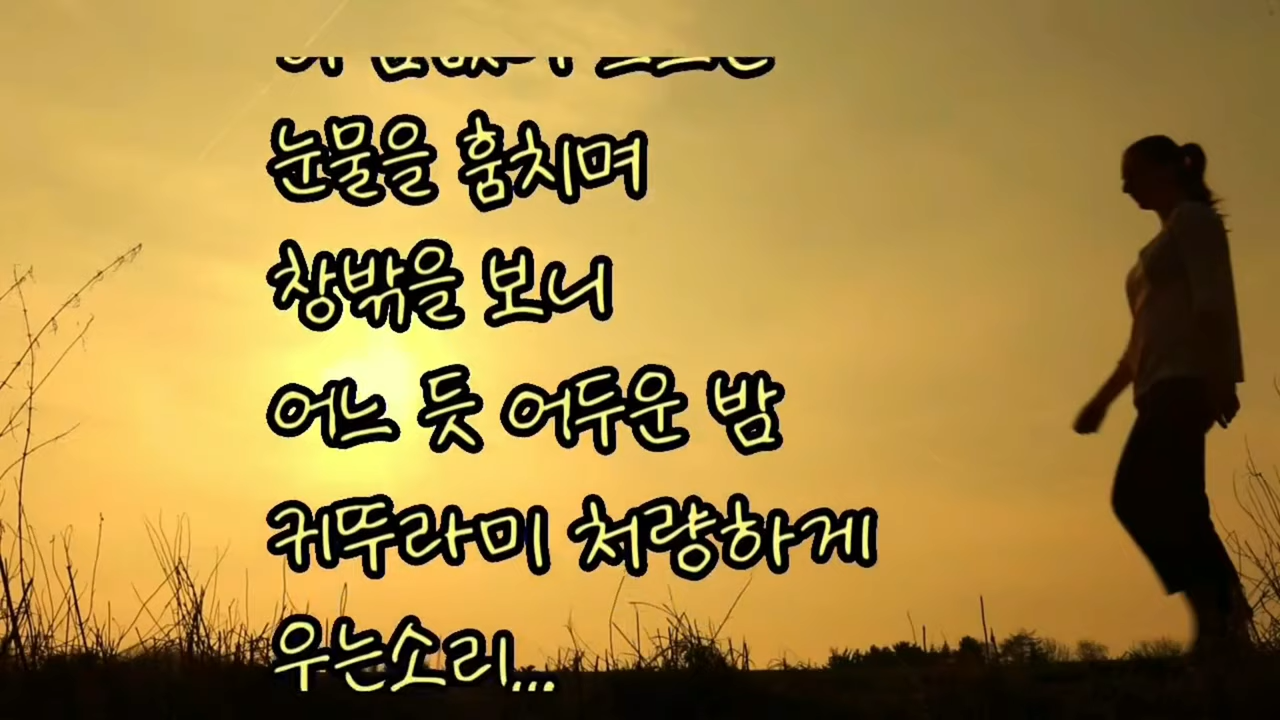 눈물을 훔치며
창밖을 보니
어느 듯 어두운 밤
귀뚜라미 처량하게
우는소리...